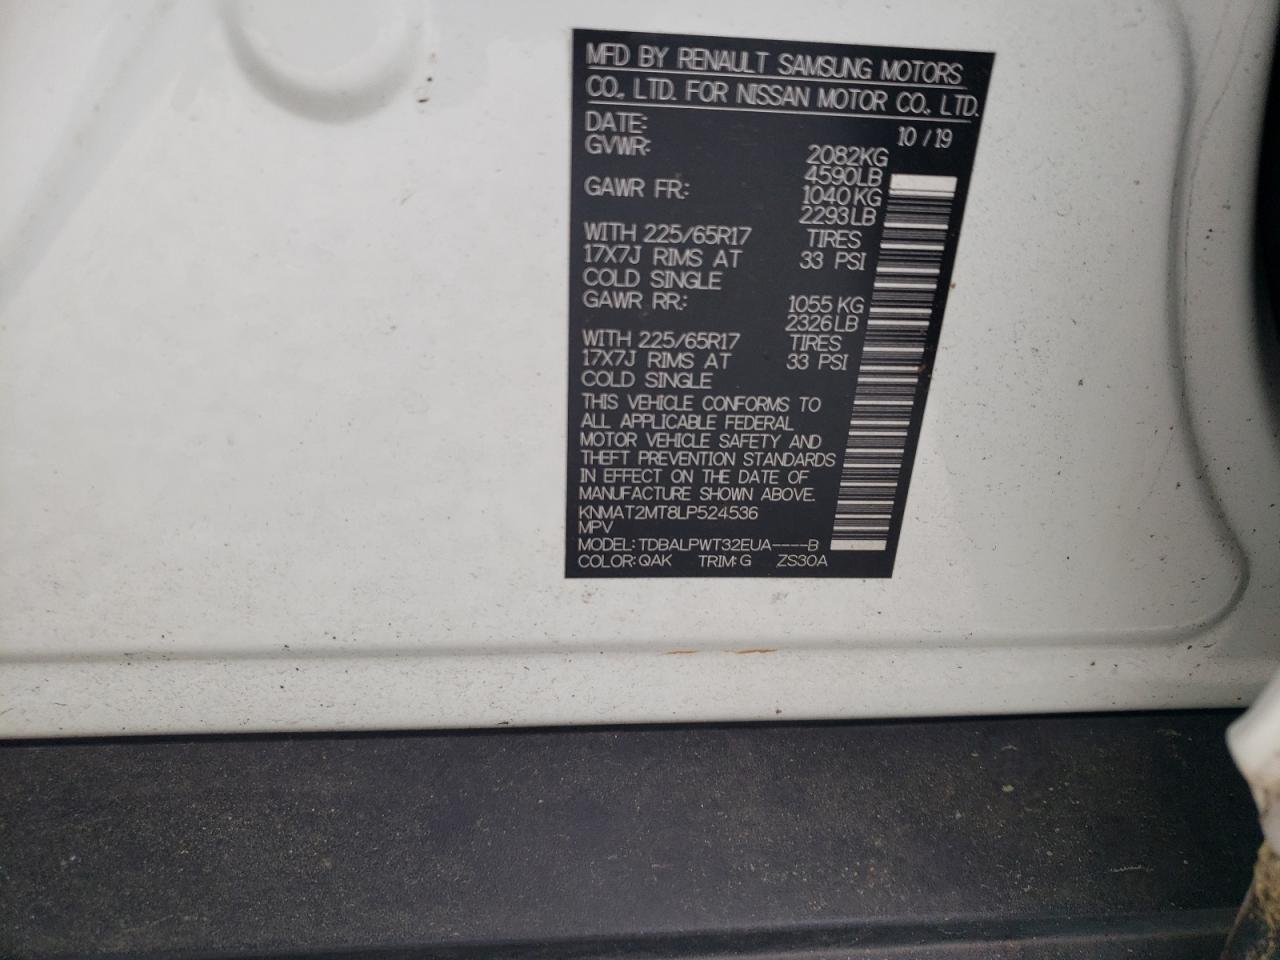 MFD BY RENAULT SAMSUNG MOTORS
CO., LTD. FOR NISSAN MOTOR CO., LTD.
DATE: 10 / 19
GVWR: 2082KG
4590LB
GAWR FR: 1040KG
2293LB
WITH 225/65R17 TIRES
17X7J RIMS AT 33 PSI
COLD SINGLE
GAWR RR: 1055 KG
2326LB
WITH 225/65R17 TIRES
17X7J RIMS AT 33 PSI
COLD SINGLE
THIS VEHICLE CONFORMS TO
ALL APPLICABLE FEDERAL
MOTOR VEHICLE SAFETY AND
THEFT PREVENTION STANDARDS
IN EFFECT ON THE DATE OF
MANUFACTURE SHOWN ABOVE.
KNMAT2MT8LP524536
MPV
MODEL: TDBALPWT32EUA----B
COLOR: QAK TRIM: G ZS30A